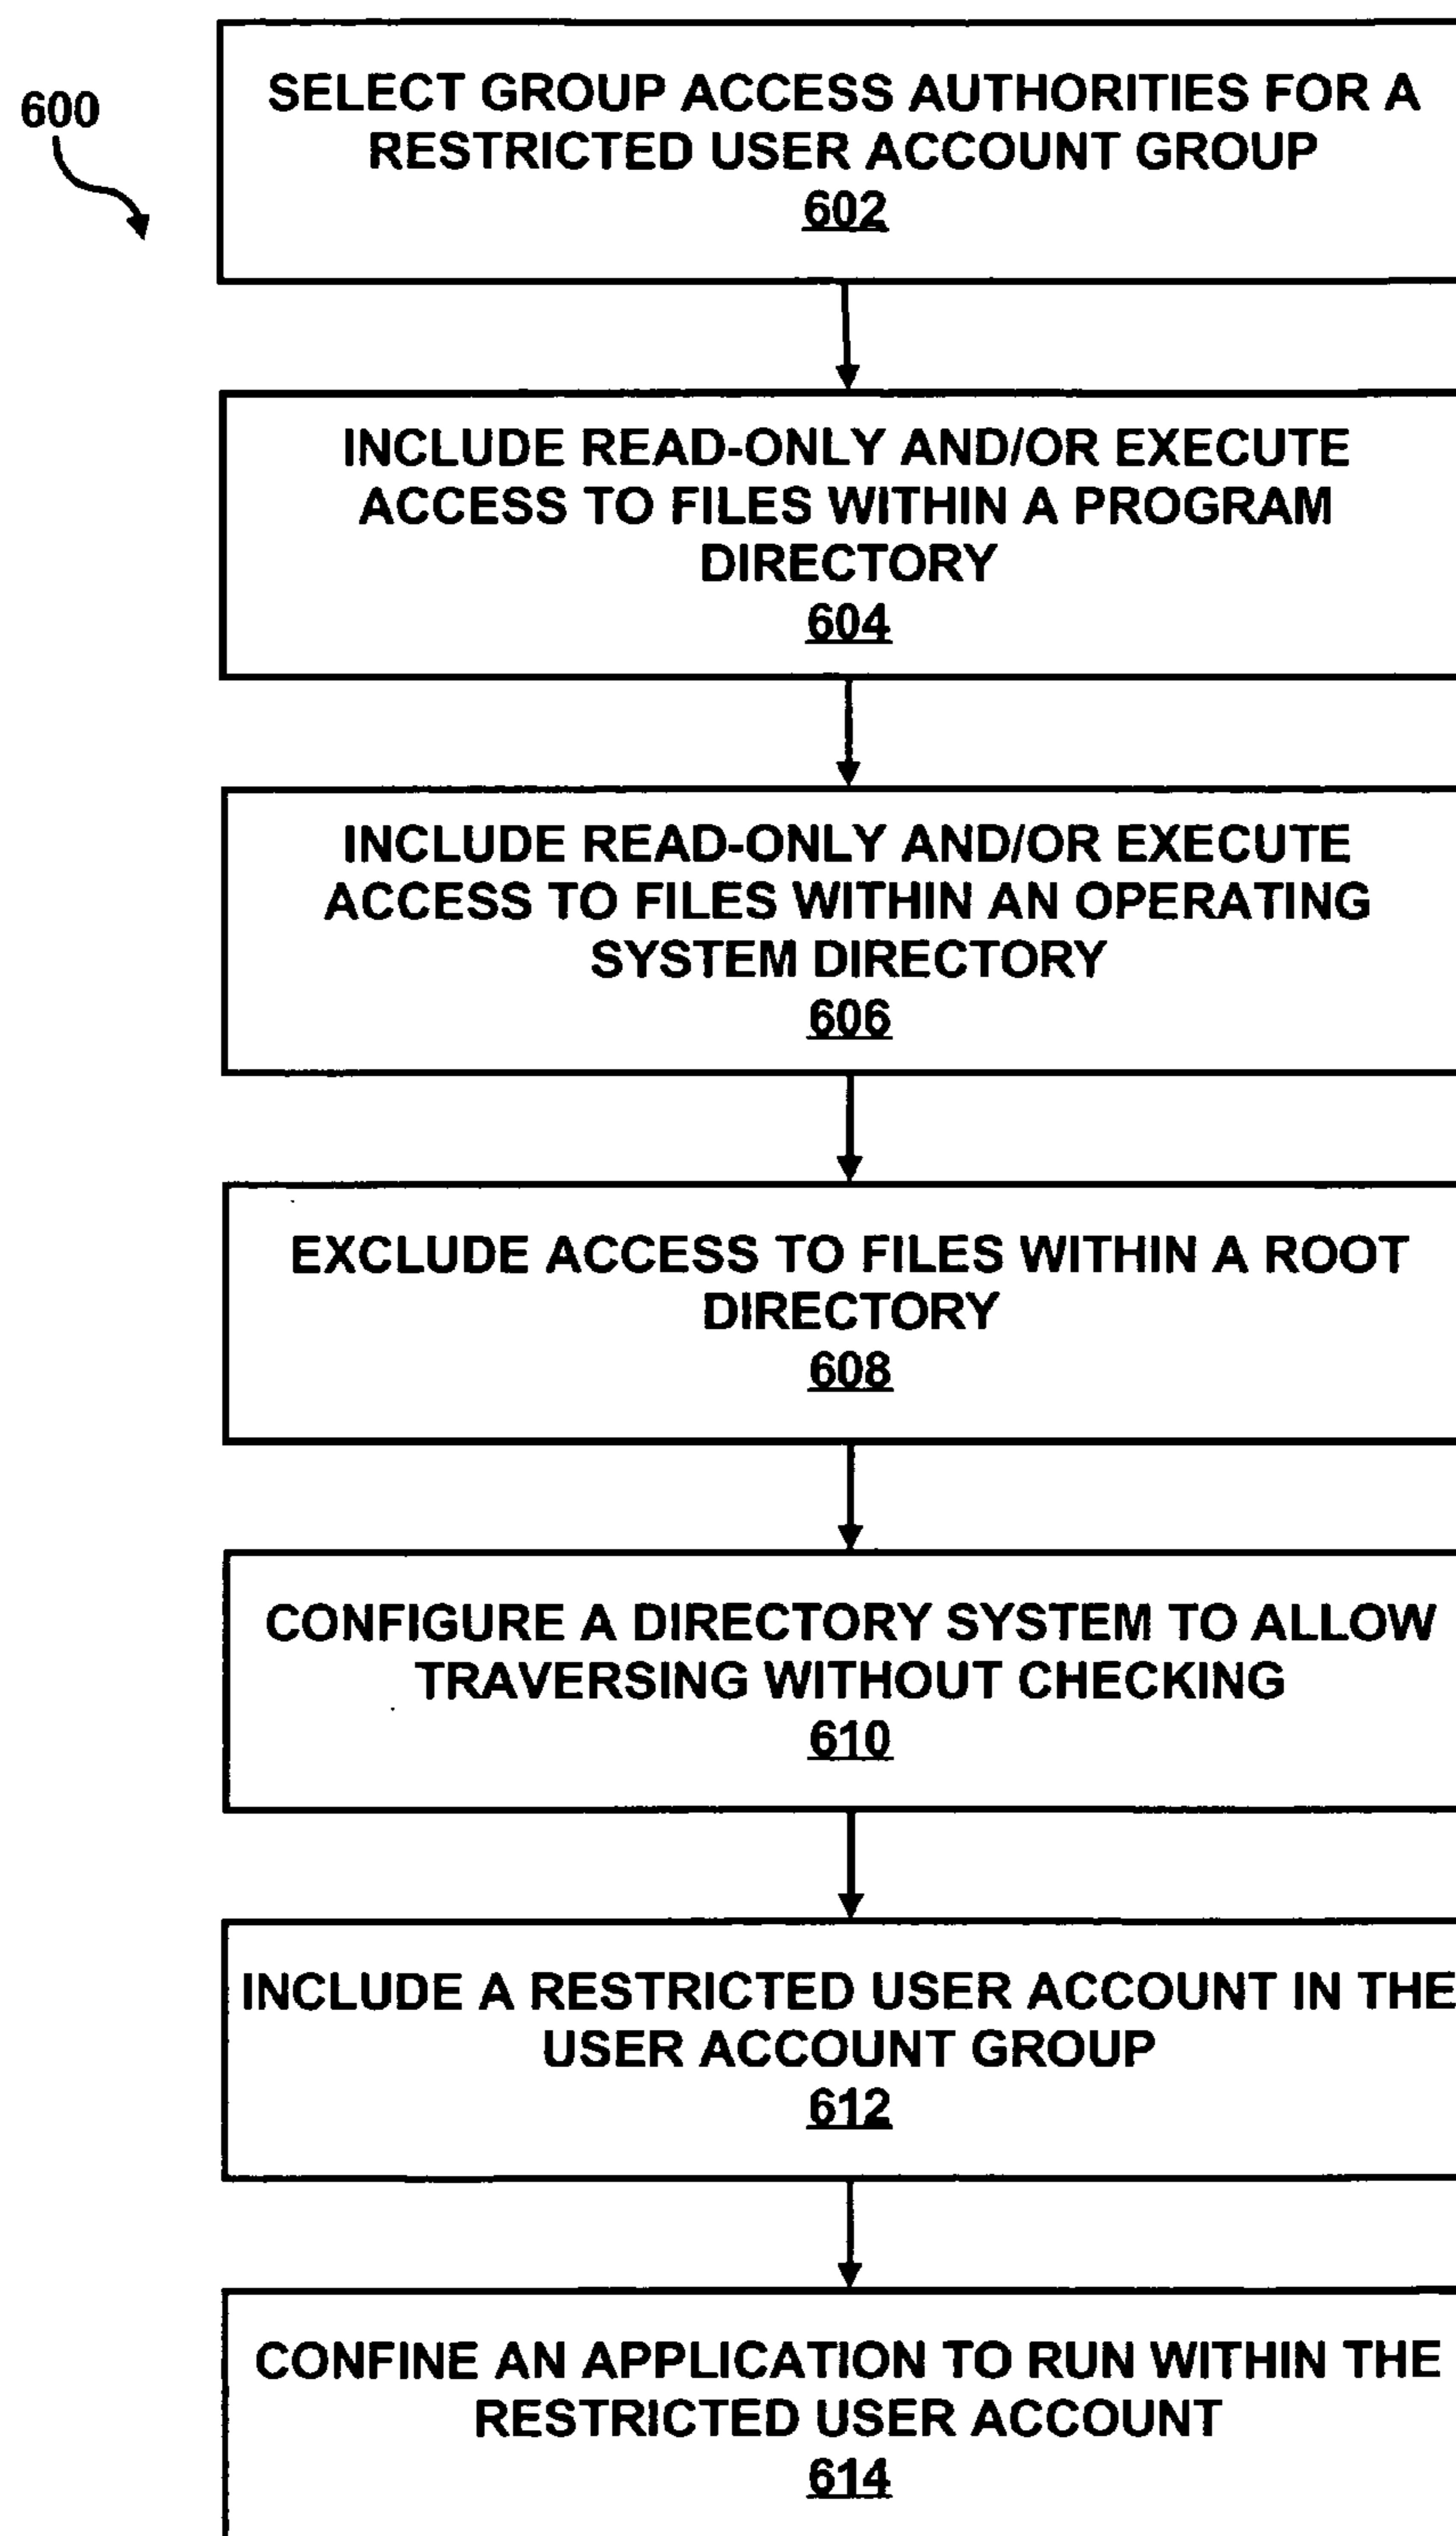 600
SELECT GROUP ACCESS AUTHORITIES FOR A
RESTRICTED USER ACCOUNT GROUP
602
INCLUDE READ-ONLY AND/OR EXECUTE
ACCESS TO FILES WITHIN A PROGRAM
DIRECTORY
604
INCLUDE READ-ONLY AND/OR EXECUTE
ACCESS TO FILES WITHIN AN OPERATING
SYSTEM DIRECTORY
606
EXCLUDE ACCESS TO FILES WITHIN A ROOT
DIRECTORY
608
CONFIGURE A DIRECTORY SYSTEM TO ALLOW
TRAVERSING WITHOUT CHECKING
610
INCLUDE A RESTRICTED USER ACCOUNT IN THE
USER ACCOUNT GROUP
612
CONFINE AN APPLICATION TO RUN WITHIN THE
RESTRICTED USER ACCOUNT
614